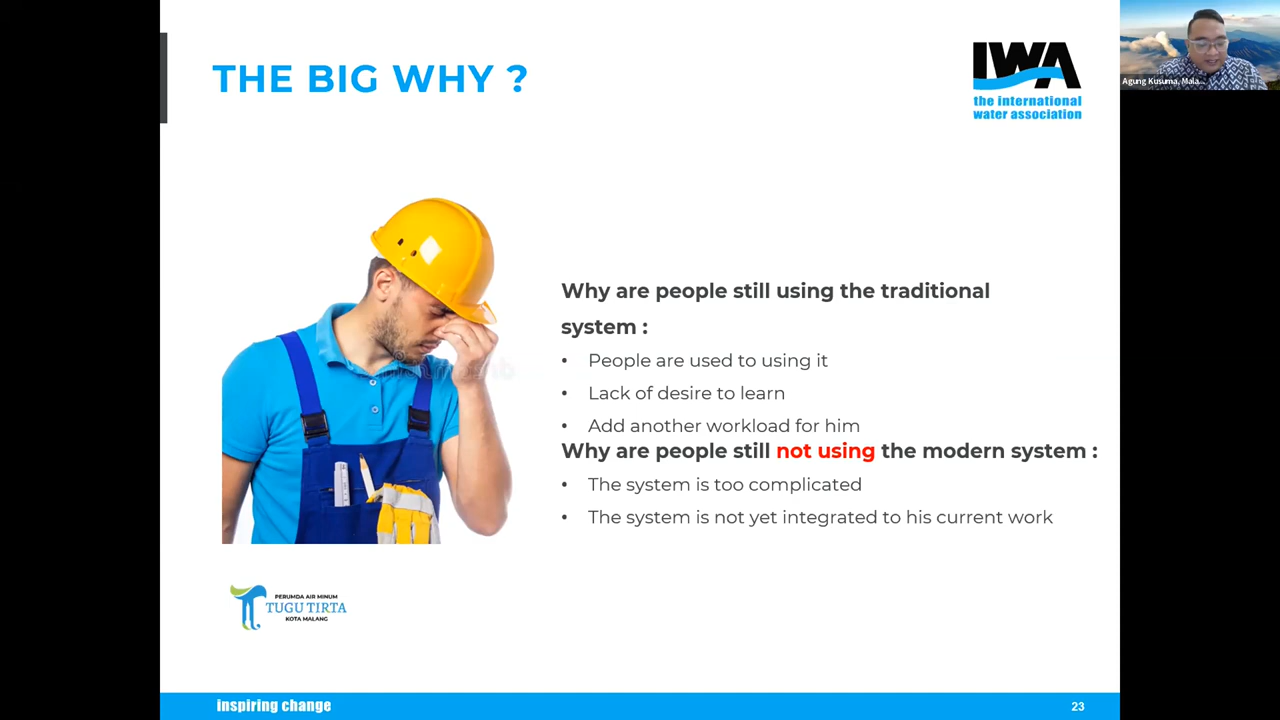 THE BIG WHY ?
IWA
the international
water association
Agung Kusuma, Mala...
Why are people still using the traditional
system :
• People are used to using it
• Lack of desire to learn
• Add another workload for him
Why are people still not using the modern system :
• The system is too complicated
• The system is not yet integrated to his current work
PERUMDA AIR MINUM
TUGU TIRTA
KOTA MALANG
inspiring change
23